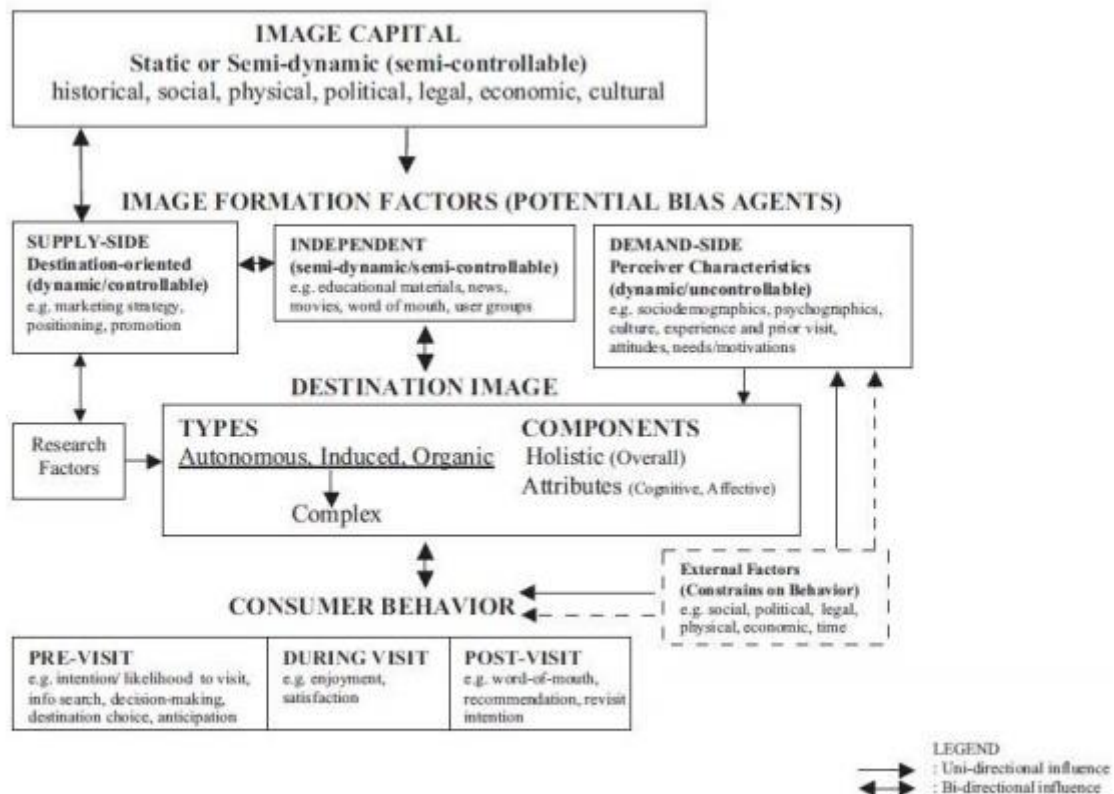 IMAGE CAPITAL
Static or Semi-dynamic (semi-controllable)
historical, social, physical, political, legal, economic, cultural
IMAGE FORMATION FACTORS (POTENTIAL BIAS AGENTS)
SUPPLY-SIDE
Destination-oriented
(dynamic/controllable)
e.g. marketing strategy,
positioning, promotion
INDEPENDENT
(semi-dynamic/semi-controllable)
e.g. educational materials, news,
movies, word of mouth, user groups
DEMAND-SIDE
Perceiver Characteristics
(dynamic/uncontrollable)
e.g. sociodemographics, psychographics,
culture, experience and prior visit,
attitudes, needs/motivations
DESTINATION IMAGE
Research
Factors
TYPES
Autonomous, Induced, Organic
Complex
COMPONENTS
Holistic (Overall)
Attributes (Cognitive, Affective)
External Factors
(Constrains on Behavior)
e.g. social, political, legal,
physical, economic, time
CONSUMER BEHAVIOR
PRE-VISIT
e.g. intention/ likelihood to visit,
info search, decision-making,
destination choice, anticipation
DURING VISIT
e.g. enjoyment,
satisfaction
POST-VISIT
e.g. word-of-mouth,
recommendation, revisit
intention
LEGEND
: Uni-directional influence
: Bi-directional influence